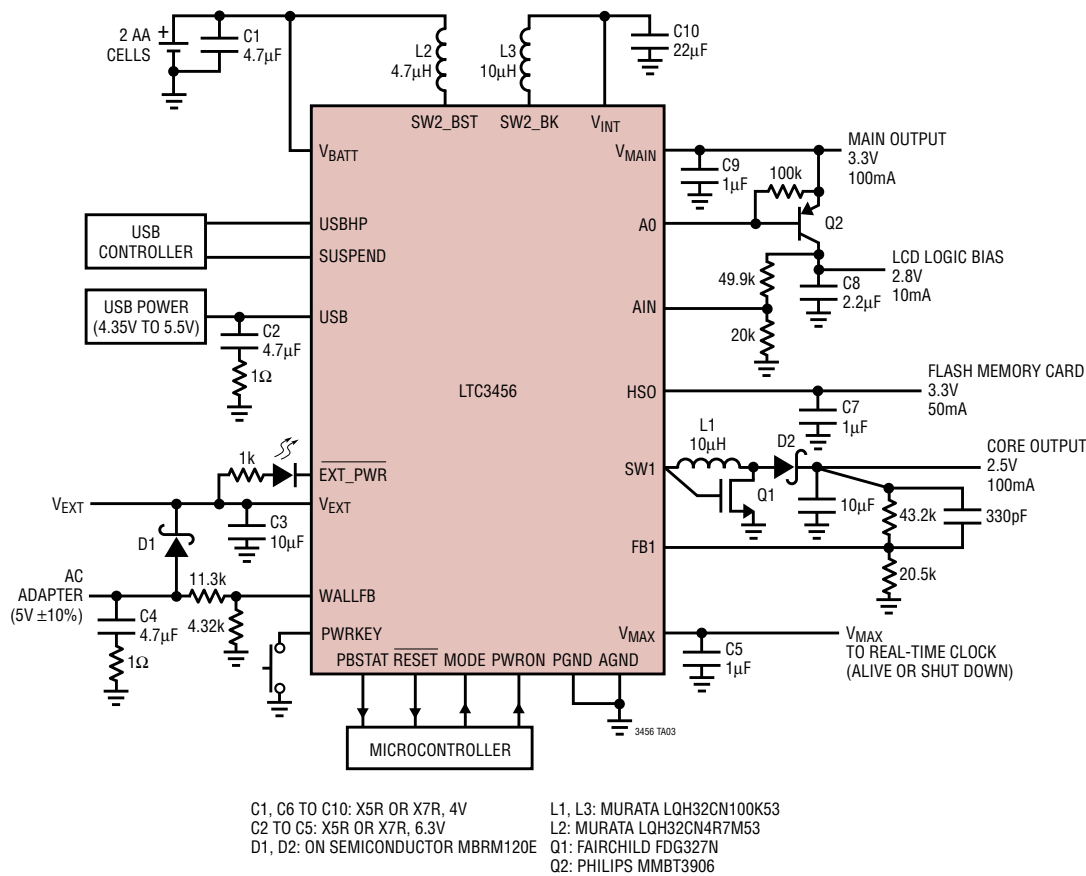 2 AA
CELLS
+
C1
4.7µF
L2
4.7µH
L3
10µH
C10
22µF
SW2_BST
SW2_BK
VINT
VBATT
VMAIN
MAIN OUTPUT
3.3V
100mA
C9
1µF
100k
USB
CONTROLLER
USBHP
SUSPEND
A0
Q2
LCD LOGIC BIAS
2.8V
10mA
49.9k
C8
2.2µF
USB POWER
(4.35V TO 5.5V)
USB
AIN
20k
C2
4.7µF
1Ω
LTC3456
HSO
FLASH MEMORY CARD
3.3V
50mA
C7
1µF
L1
10µH
D2
CORE OUTPUT
2.5V
100mA
1k
EXT_PWR
SW1
Q1
10µF
43.2k
330pF
VEXT
VEXT
C3
10µF
D1
FB1
20.5k
AC
ADAPTER
(5V ±10%)
11.3k
WALLFB
C4
4.7µF
4.32k
1Ω
PWRKEY
VMAX
VMAX
TO REAL-TIME CLOCK
(ALIVE OR SHUT DOWN)
C5
1µF
PBSTAT RESET MODE PWRON PGND AGND
3456 TA03
MICROCONTROLLER
C1, C6 TO C10: X5R OR X7R, 4V
C2 TO C5: X5R OR X7R, 6.3V
D1, D2: ON SEMICONDUCTOR MBRM120E
L1, L3: MURATA LQH32CN100K53
L2: MURATA LQH32CN4R7M53
Q1: FAIRCHILD FDG327N
Q2: PHILIPS MMBT3906